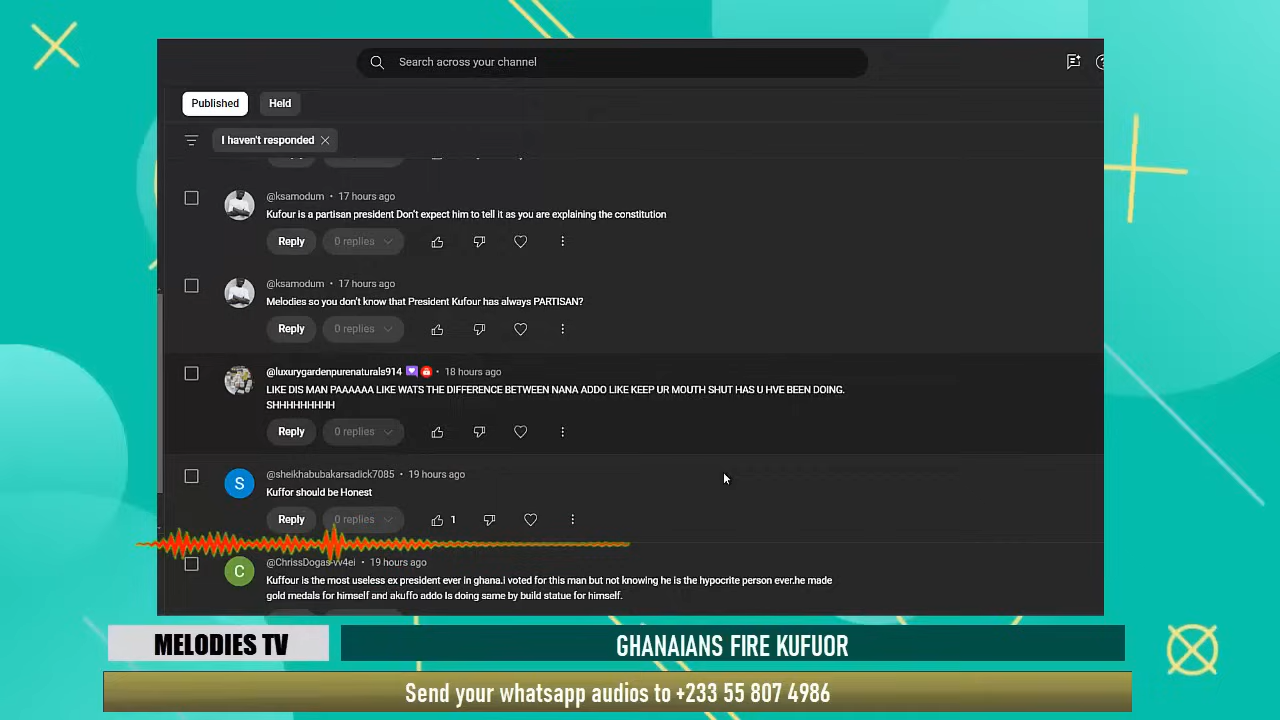 Search across your channel
Published
Held
I haven't responded
@ksamodum • 17 hours ago
Kufour is a partisan president Don't expect him to tell it as you are explaining the constitution
Reply
0 replies
@ksamodum • 17 hours ago
Melodies so you don't know that President Kufour has always PARTISAN?
Reply
0 replies
@luxurygardenpurenaturals914 • 18 hours ago
LIKE DIS MAN PAAAAAA LIKE WATS THE DIFFERENCE BETWEEN NANA ADDO LIKE KEEP UR MOUTH SHUT HAS U HVE BEEN DOING.
SHHHHHHHHH
Reply
0 replies
S
@sheikhabubakarsadick7085 • 19 hours ago
Kuffor should be Honest
Reply
0 replies
1
C
• 19 hours ago
Kuffour is the most useless ex president ever in ghana.i voted for this man but not knowing he is the hypocrite person ever.he made
gold medals for himself and akuffo addo Is doing same by build statue for himself.
MELODIES TV
GHANAIANS FIRE KUFUOR
Send your whatsapp audios to +233 55 807 4986